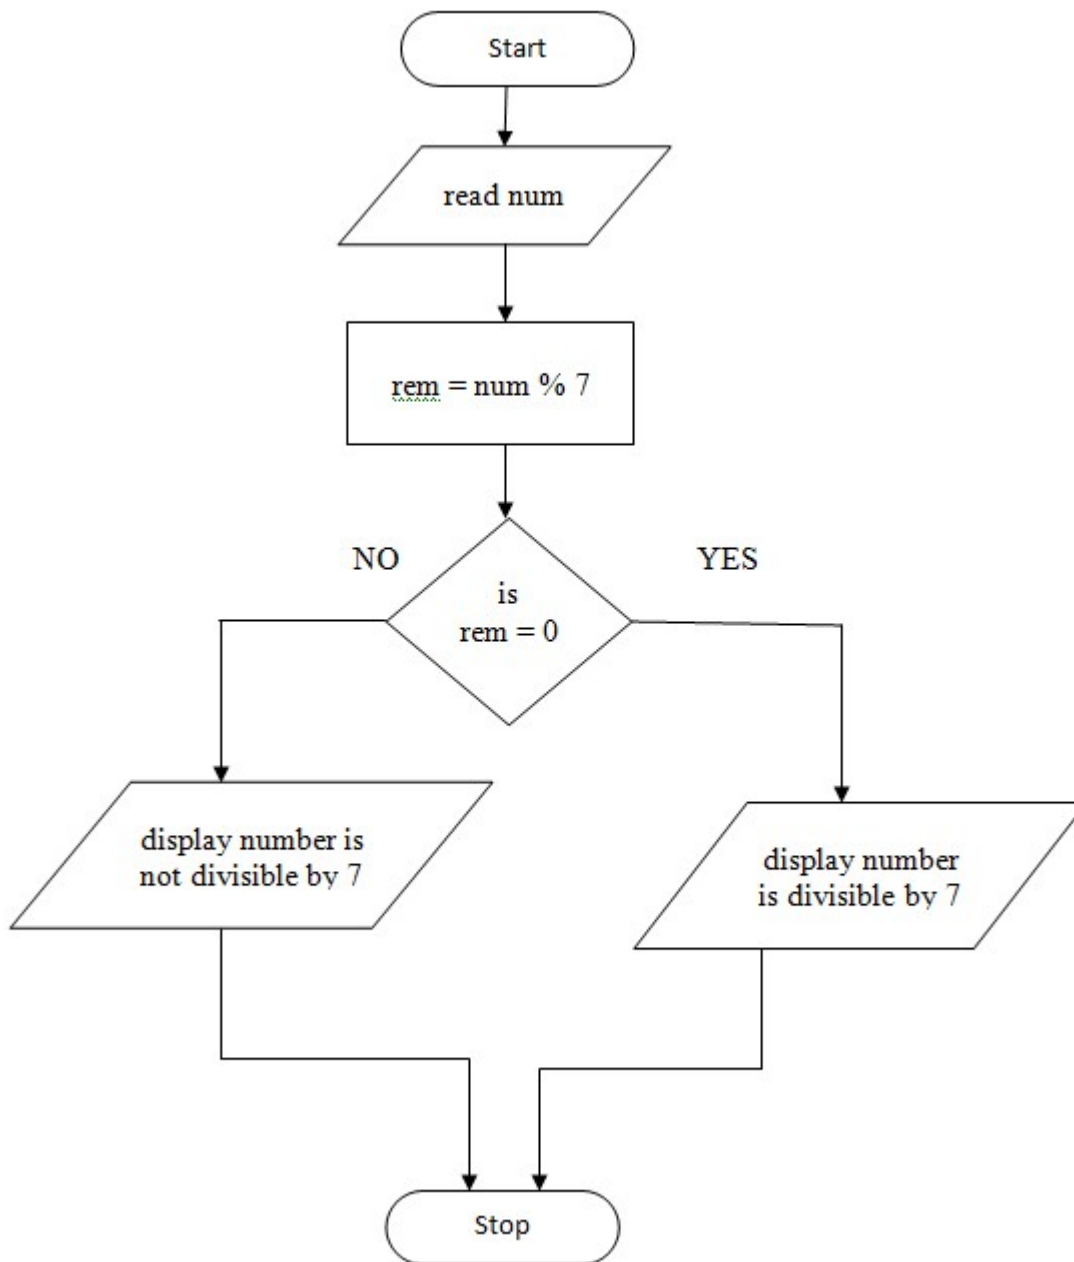 Start
read num
rem = num % 7
NO
YES
is
rem = 0
display number is
not divisible by 7
display number
is divisible by 7
Stop